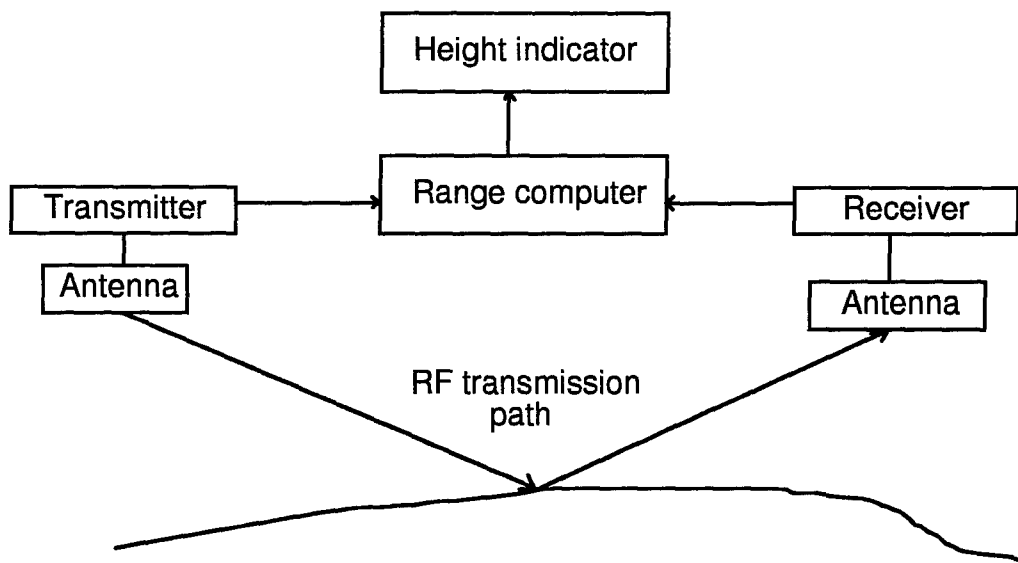 Height indicator
Range computer
Transmitter
Receiver
Antenna
Antenna
RF transmission
path